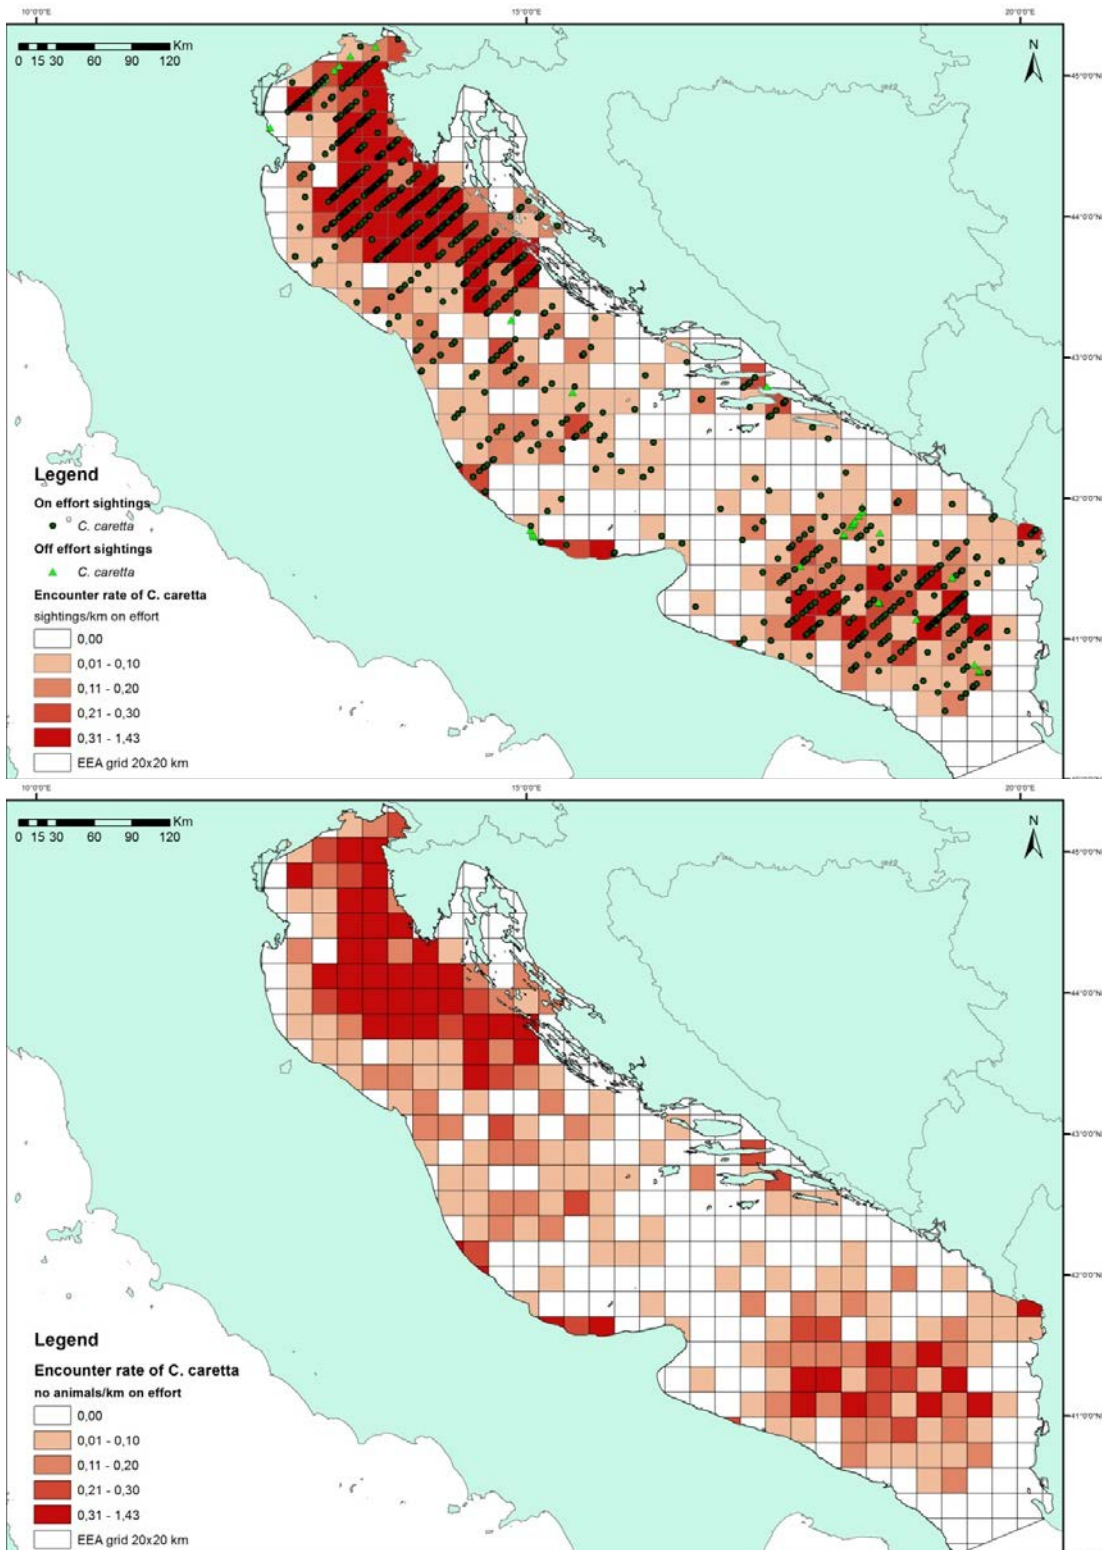 10°0'0"E 15°0'0"E 20°0'0"E
Km
0 15 30 60 90 120
N
45°0'0"N
44°0'0"N
43°0'0"N
42°0'0"N
41°0'0"N
Legend
On effort sightings
C. caretta
Off effort sightings
C. caretta
Encounter rate of C. caretta
sightings/km on effort
0,00
0,01 - 0,10
0,11 - 0,20
0,21 - 0,30
0,31 - 1,43
EEA grid 20x20 km
10°0'0"E 15°0'0"E 20°0'0"E
Km
0 15 30 60 90 120
N
45°0'0"N
44°0'0"N
43°0'0"N
42°0'0"N
41°0'0"N
Legend
Encounter rate of C. caretta
no animals/km on effort
0,00
0,01 - 0,10
0,11 - 0,20
0,21 - 0,30
0,31 - 1,43
EEA grid 20x20 km